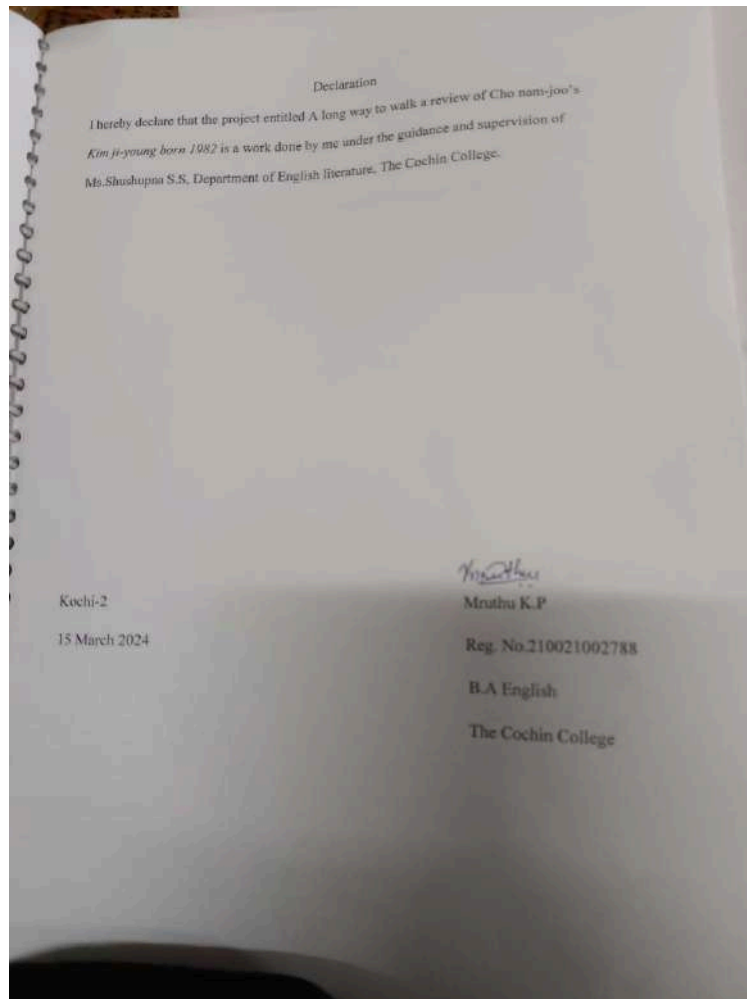 Declaration
I hereby declare that the project entitled A long way to walk a review of Cho nam-joo's
Kim ji-young born 1982 is a work done by me under the guidance and supervision of
Ms.Shushupna S.S, Department of English literature, The Cochin College.
Mruthu
Kochi-2
Mruthu K.P
15 March 2024
Reg. No.210021002788
B.A English
The Cochin College